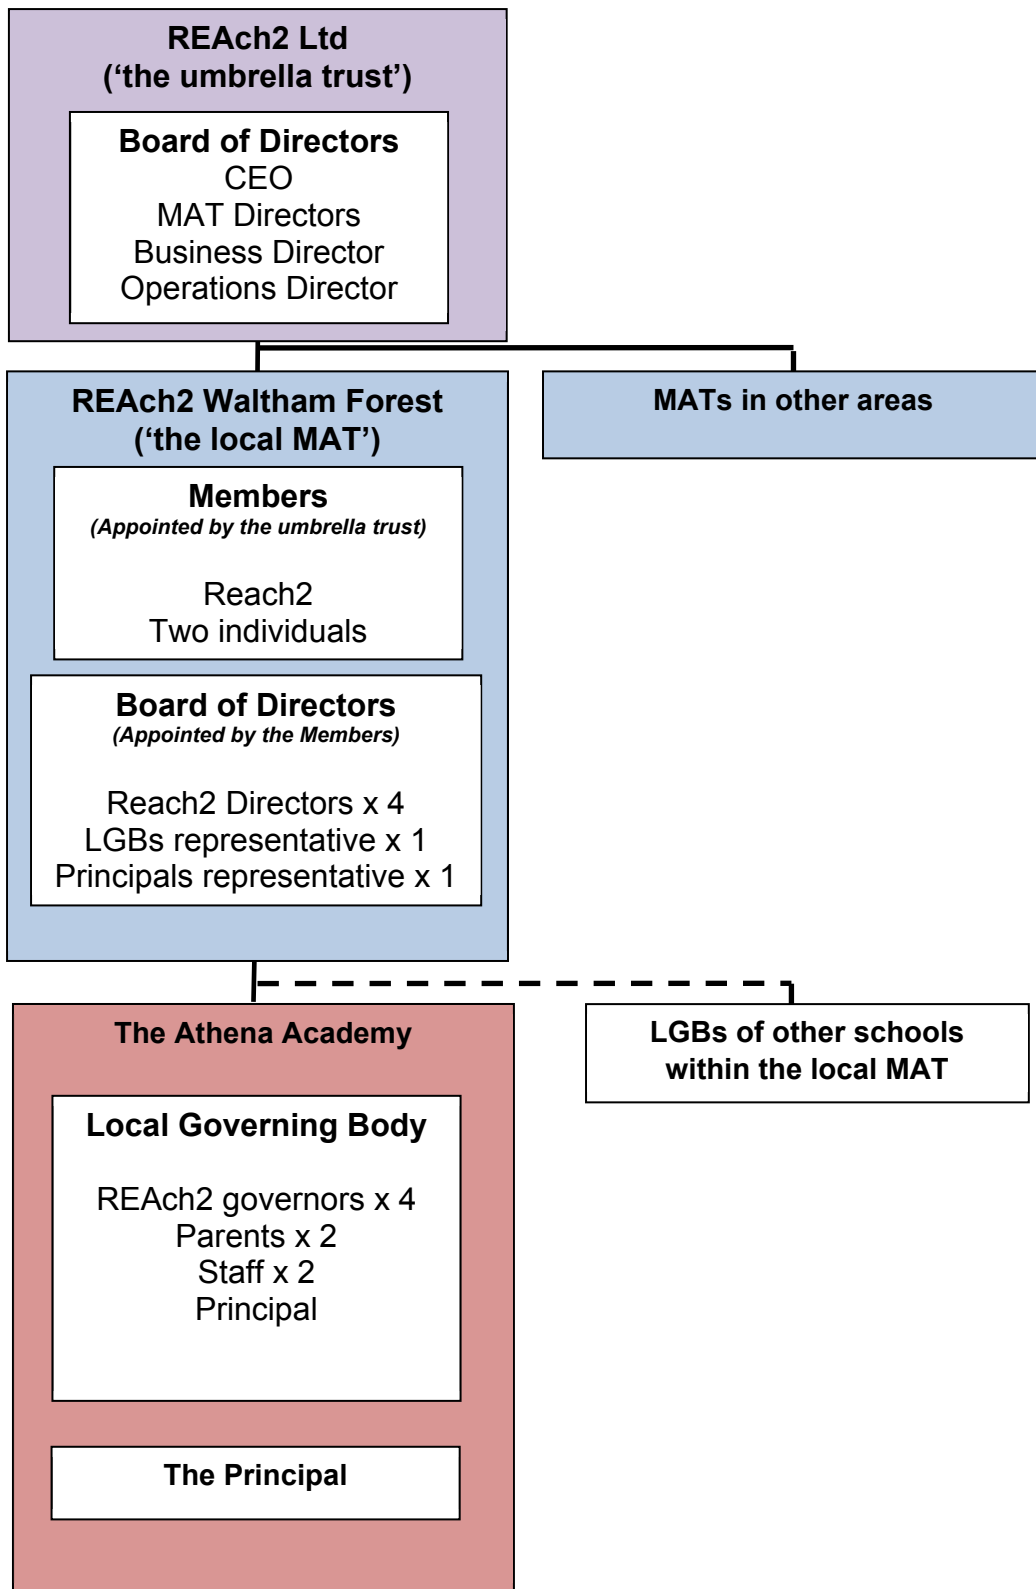 REAch2 Ltd
(‘the umbrella trust’)
Board of Directors
CEO
MAT Directors
Business Director
Operations Director
REAch2 Waltham Forest
(‘the local MAT’)
MATs in other areas
Members
(Appointed by the umbrella trust)
Reach2
Two individuals
Board of Directors
(Appointed by the Members)
Reach2 Directors x 4
LGBs representative x 1
Principals representative x 1
The Athena Academy
LGBs of other schools
within the local MAT
Local Governing Body
REAch2 governors x 4
Parents x 2
Staff x 2
Principal
The Principal